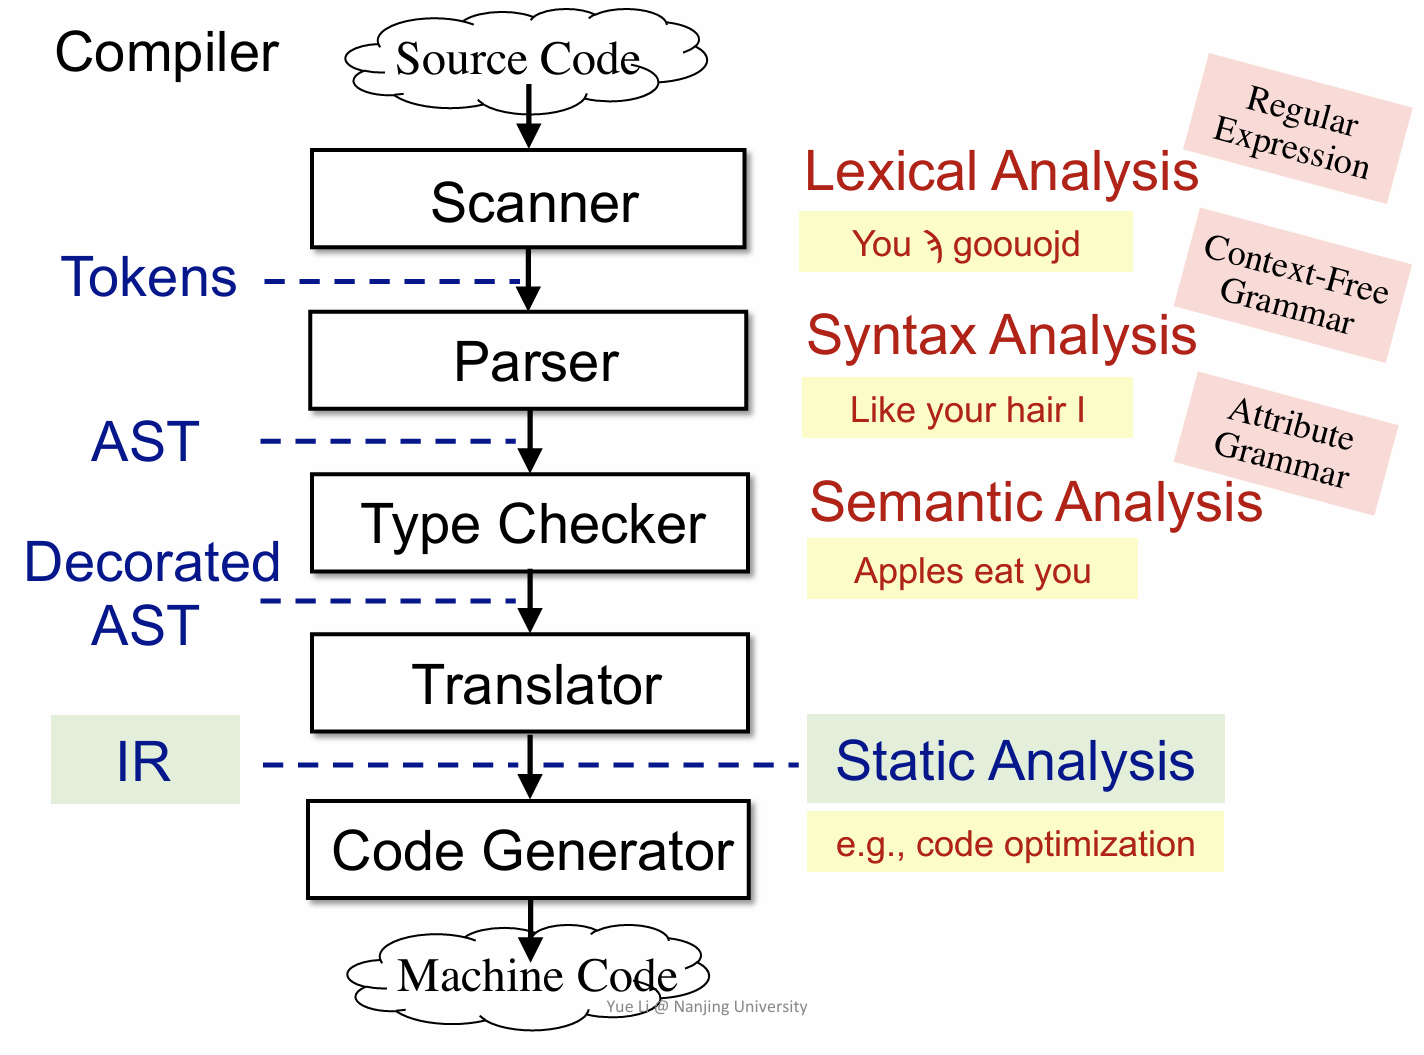 Compiler
Source Code
Regular
Expression
Scanner
Lexical Analysis
You goouojd
Tokens
Context-Free
Grammar
Parser
Syntax Analysis
Like your hair I
AST
Attribute
Grammar
Type Checker
Semantic Analysis
Apples eat you
Decorated
AST
Translator
IR
Static Analysis
Code Generator
e.g., code optimization
Machine Code
Yue Li @ Nanjing University